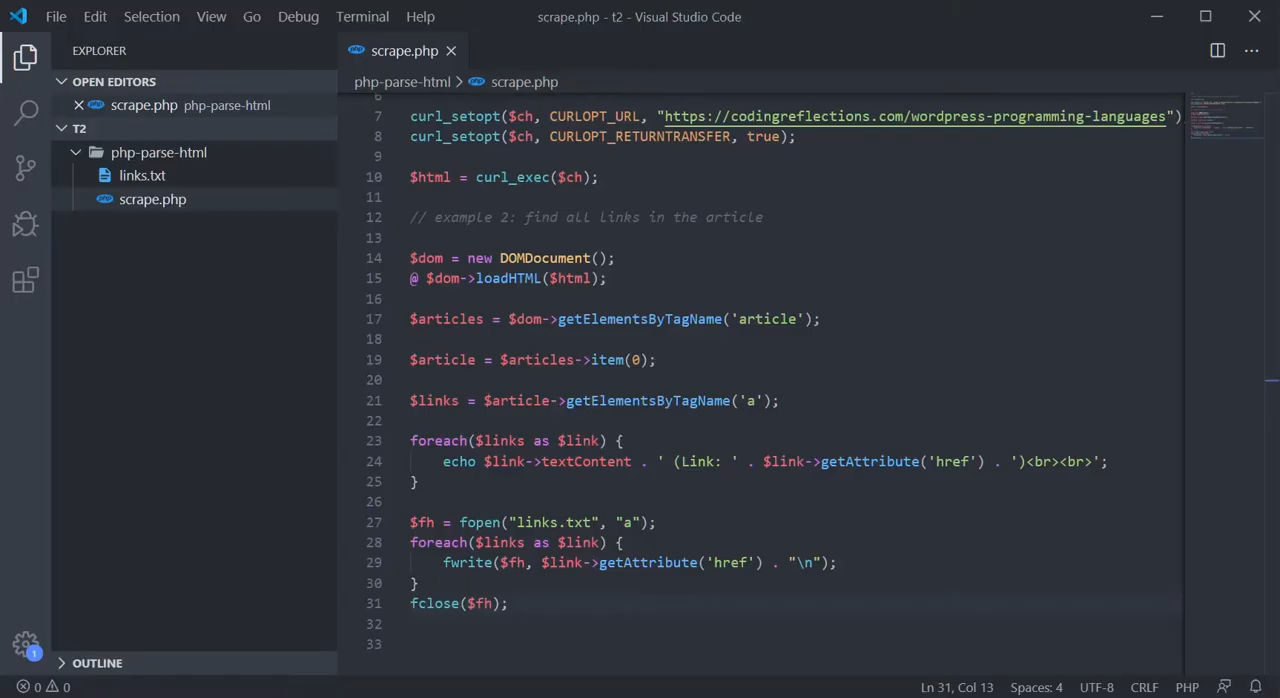 File Edit Selection View Go Debug Terminal Help
scrape.php - t2 - Visual Studio Code
EXPLORER
OPEN EDITORS
scrape.php php-parse-html
T2
php-parse-html
links.txt
php scrape.php
OUTLINE
1
php scrape.php
php-parse-html > php scrape.php
6
7 curl_setopt($ch, CURLOPT_URL, "https://codingreflections.com/wordpress-programming-languages")
8 curl_setopt($ch, CURLOPT_RETURNTRANSFER, true);
9
10 $html = curl_exec($ch);
11
12 // example 2: find all links in the article
13
14 $dom = new DOMDocument();
15 @ $dom->loadHTML($html);
16
17 $articles = $dom->getElementsByTagName('article');
18
19 $article = $articles->item(0);
20
21 $links = $article->getElementsByTagName('a');
22
23 foreach($links as $link) {
24 echo $link->textContent . ' (Link: ' . $link->getAttribute('href') . ')<br><br>';
25 }
26
27 $fh = fopen("links.txt", "a");
28 foreach($links as $link) {
29 fwrite($fh, $link->getAttribute('href') . "\n");
30 }
31 fclose($fh);
32
33
0 0
Ln 31, Col 13 Spaces: 4 UTF-8 CRLF PHP